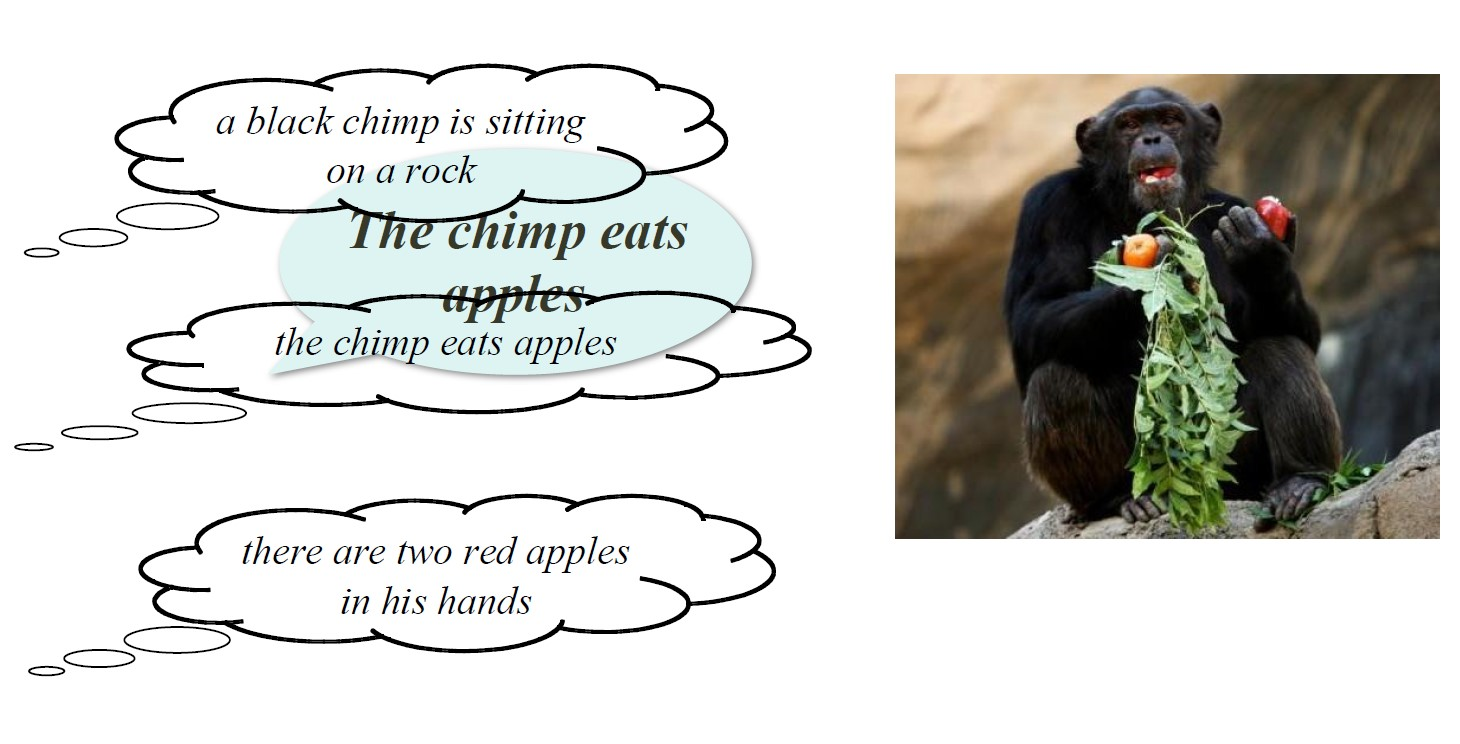 a black chimp is sitting
on a rock
The chimp eats
apples
the chimp eats apples
there are two red apples
in his hands